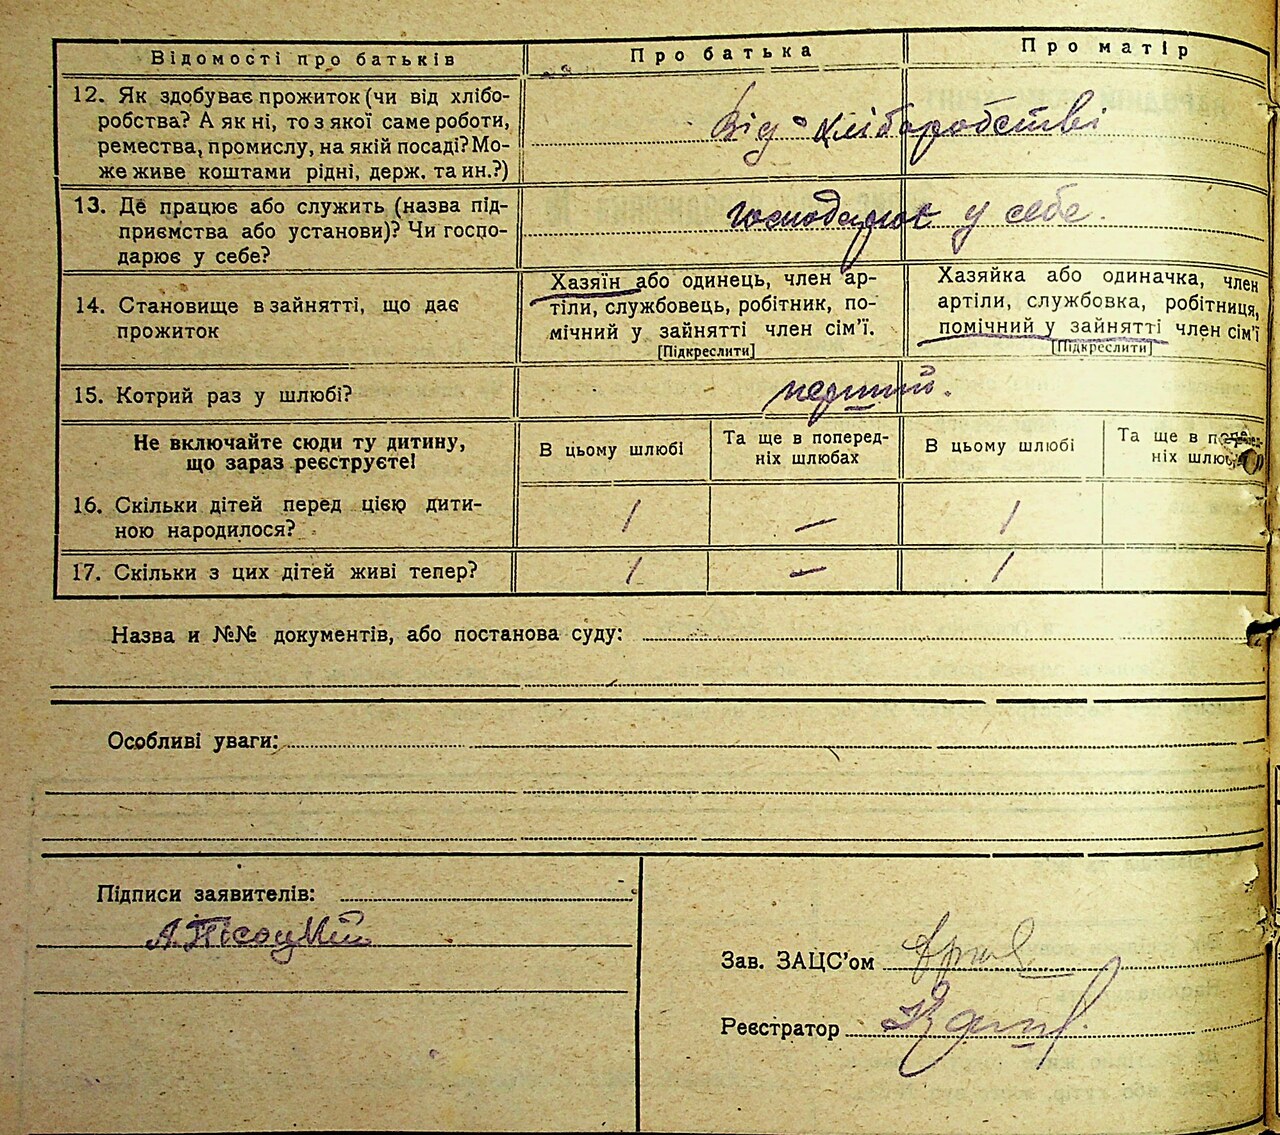 Відомості про батьків Про батька Про матір
12. Як здобуває прожиток (чи від хлібо-
робства? А як ні, то з якої саме роботи,
ремества, промислу, на якій посаді? Мо-
же живе коштами рідні, держ. та ин.?)
Від хліборобстві
13. Де працює або служить (назва під-
приємства або установи)? Чи госпо-
дарює у себе?
господарює у себе.
14. Становище в зайнятті, що дає
прожиток
Хазяїн або одинець, член ар-
тіли, службовець, робітник, по-
мічний у зайнятті член сім'ї.
[Підкреслити]
Хазяйка або одиначка, член
артіли, службовка, робітниця,
помічний у зайнятті член сім'ї
[Підкреслити]
15. Котрий раз у шлюбі? перший.
Не включайте сюди ту дитину,
що зараз реєструєте!
В цьому шлюбі
Та ще в поперед-
ніх шлюбах
В цьому шлюбі
Та ще в
ніх
16. Скільки дітей перед цією дити-
ною народилося?
1 — 1
17. Скільки з цих дітей живі тепер? 1 — 1
Назва и №№ документів, або постанова суду:
Особливі уваги:
Підписи заявителів:
А. Пісоцкій
Зав. ЗАЦС'ом
Реєстратор